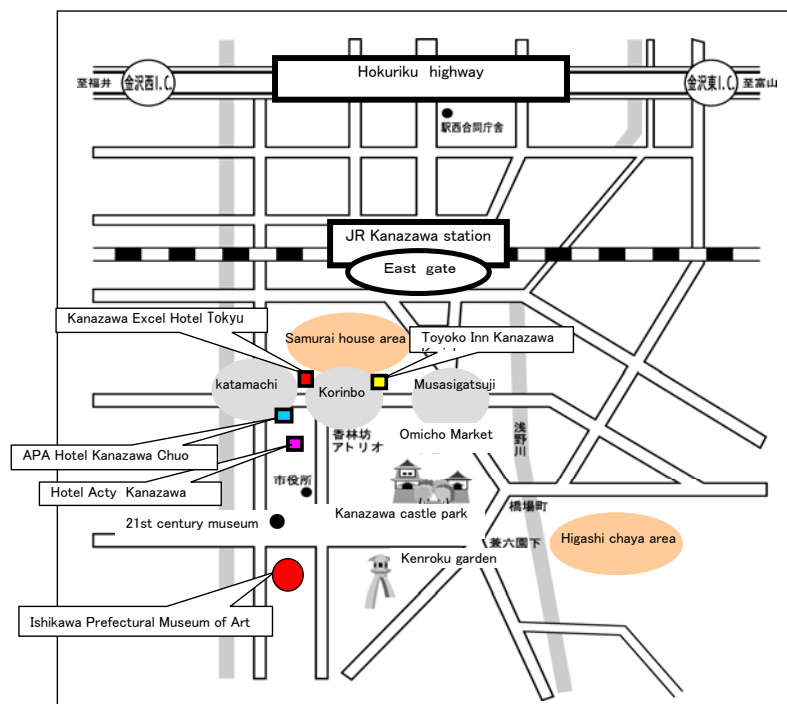 Hokuriku highway
至福井
金沢西I.C.
金沢東I.C.
至富山
駅西合同庁舎
JR Kanazawa station
East gate
Kanazawa Excel Hotel Tokyu
Samurai house area
Toyoko Inn Kanazawa
katamachi
Korinbo
Musasigatsuji
香林坊
アトリオ
Omicho Market
浅野川
APA Hotel Kanazawa Chuo
Hotel Acty Kanazawa
市役所
21st century museum
Kanazawa castle park
橋場町
兼六園下
Higashi chaya area
Kenroku garden
Ishikawa Prefectural Museum of Art